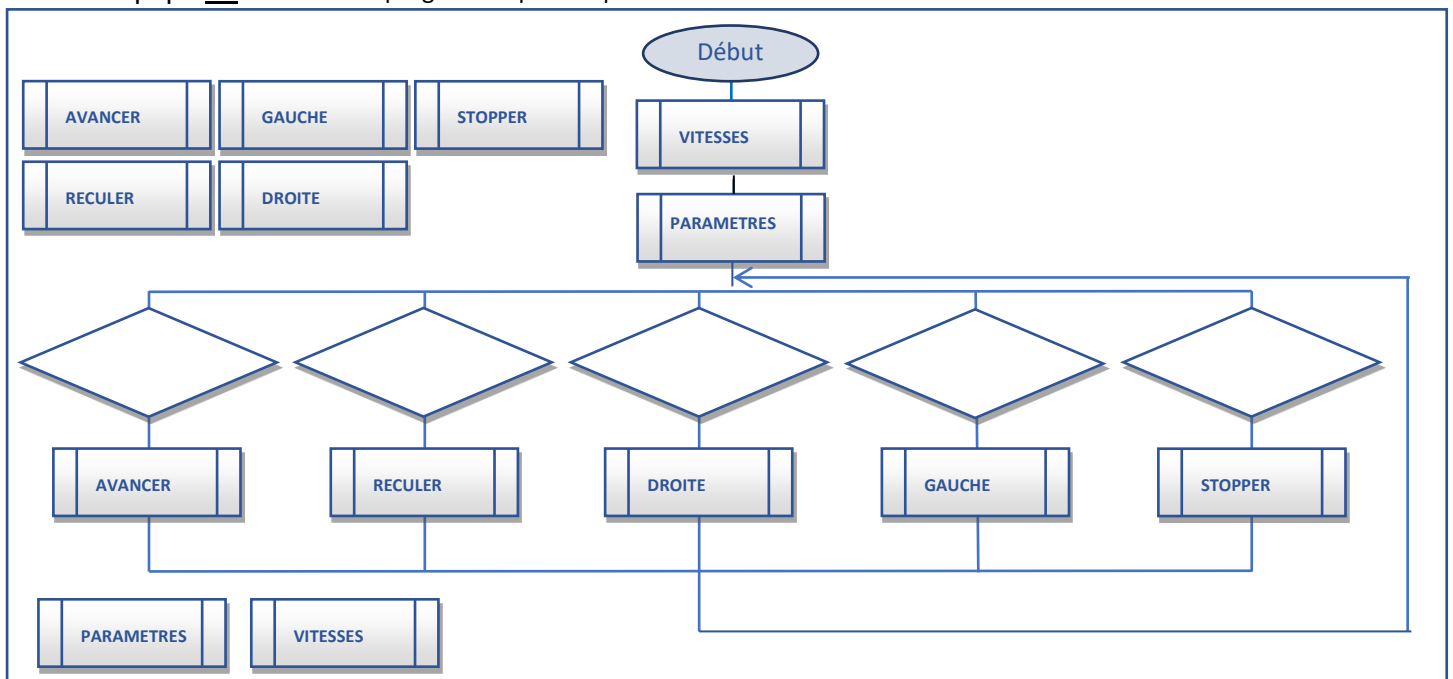 Début
AVANCER GAUCHE STOPPER
VITESSES
RECULER DROITE
PARAMETRES
AVANCER RECULER DROITE GAUCHE STOPPER
PARAMETRES VITESSES